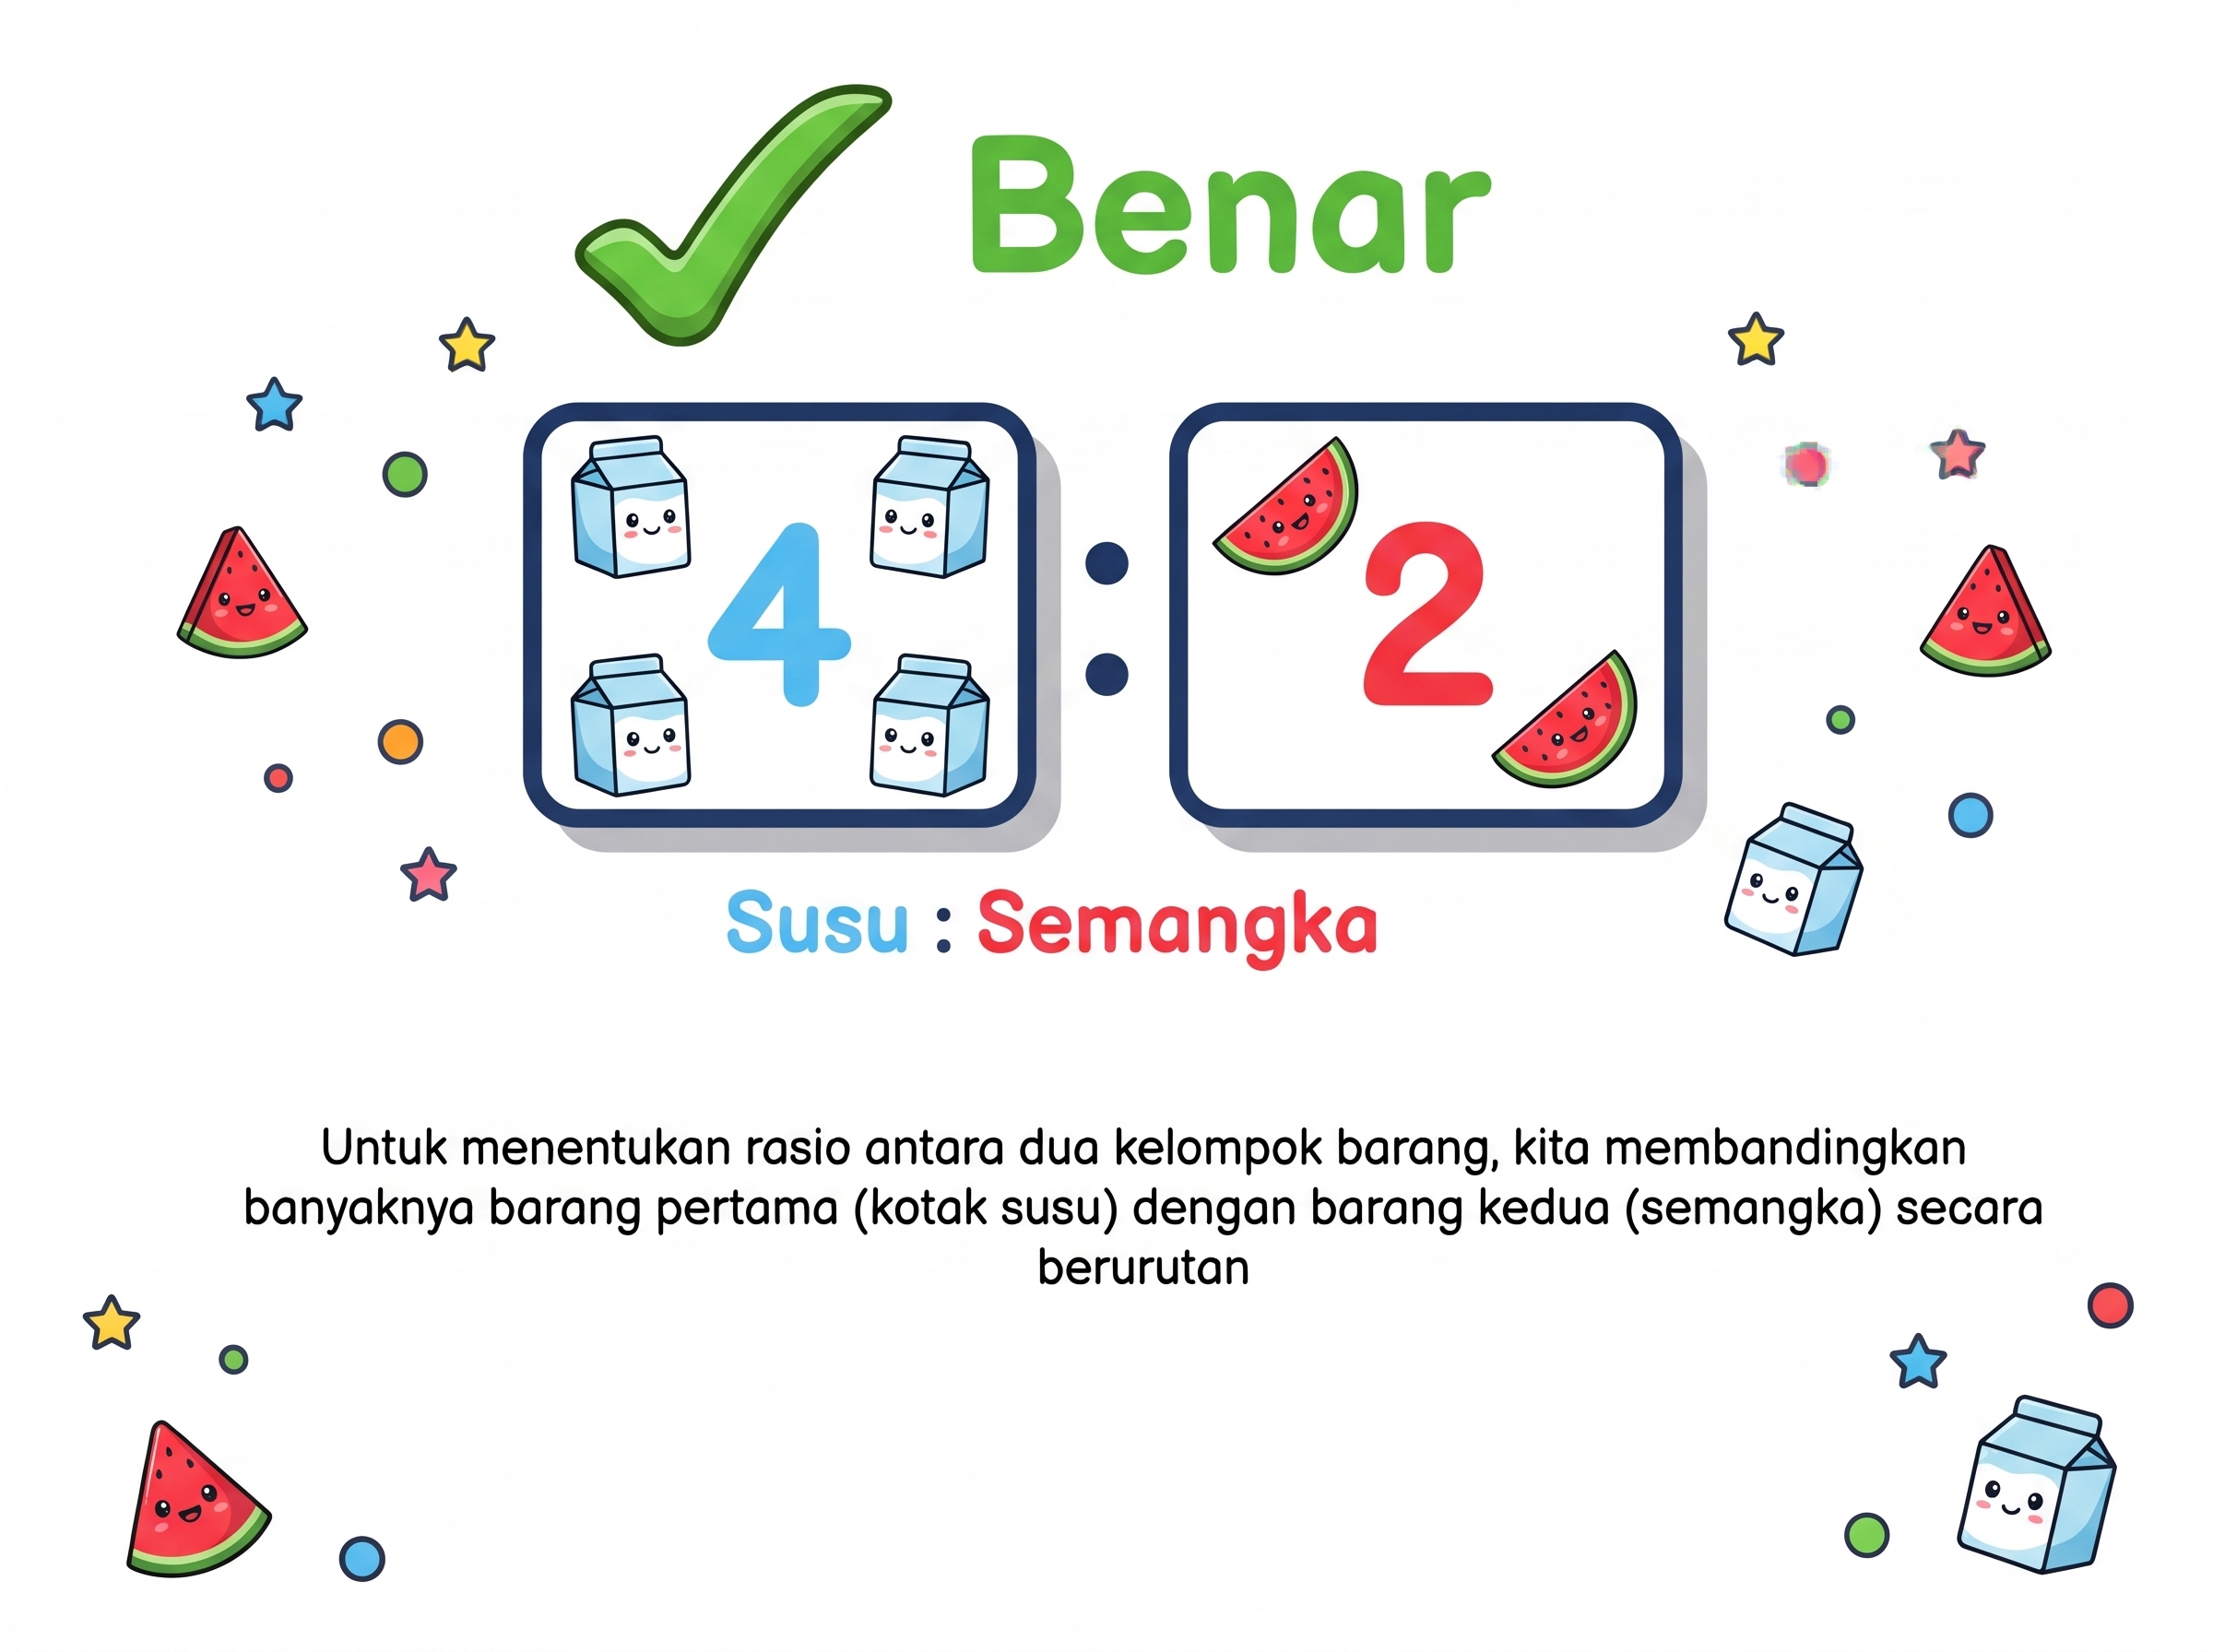 Benar
4 : 2
Susu : Semangka
Untuk menentukan rasio antara dua kelompok barang, kita membandingkan
banyaknya barang pertama (kotak susu) dengan barang kedua (semangka) secara
berurutan